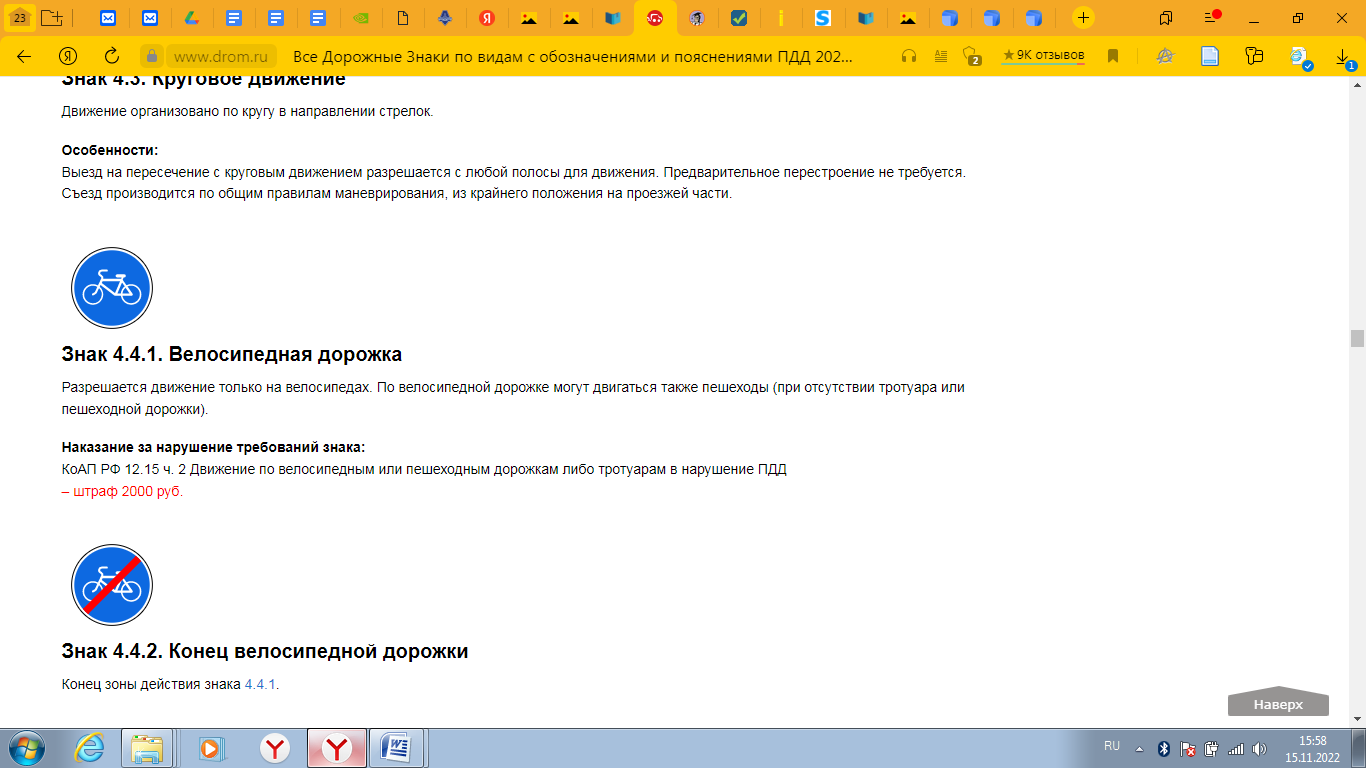 23
www.drom.ru Все Дорожные Знаки по видам с обозначениями и пояснениями ПДД 202... 2 9К отзывов 1
Знак 4.3. Круговое движение
Движение организовано по кругу в направлении стрелок.
Особенности:
Выезд на пересечение с круговым движением разрешается с любой полосы для движения. Предварительное перестроение не требуется.
Съезд производится по общим правилам маневрирования, из крайнего положения на проезжей части.
Знак 4.4.1. Велосипедная дорожка
Разрешается движение только на велосипедах. По велосипедной дорожке могут двигаться также пешеходы (при отсутствии тротуара или
пешеходной дорожки).
Наказание за нарушение требований знака:
КоАП РФ 12.15 ч. 2 Движение по велосипедным или пешеходным дорожкам либо тротуарам в нарушение ПДД
– штраф 2000 руб.
Знак 4.4.2. Конец велосипедной дорожки
Конец зоны действия знака 4.4.1.
Наверх
RU 15:58
15.11.2022